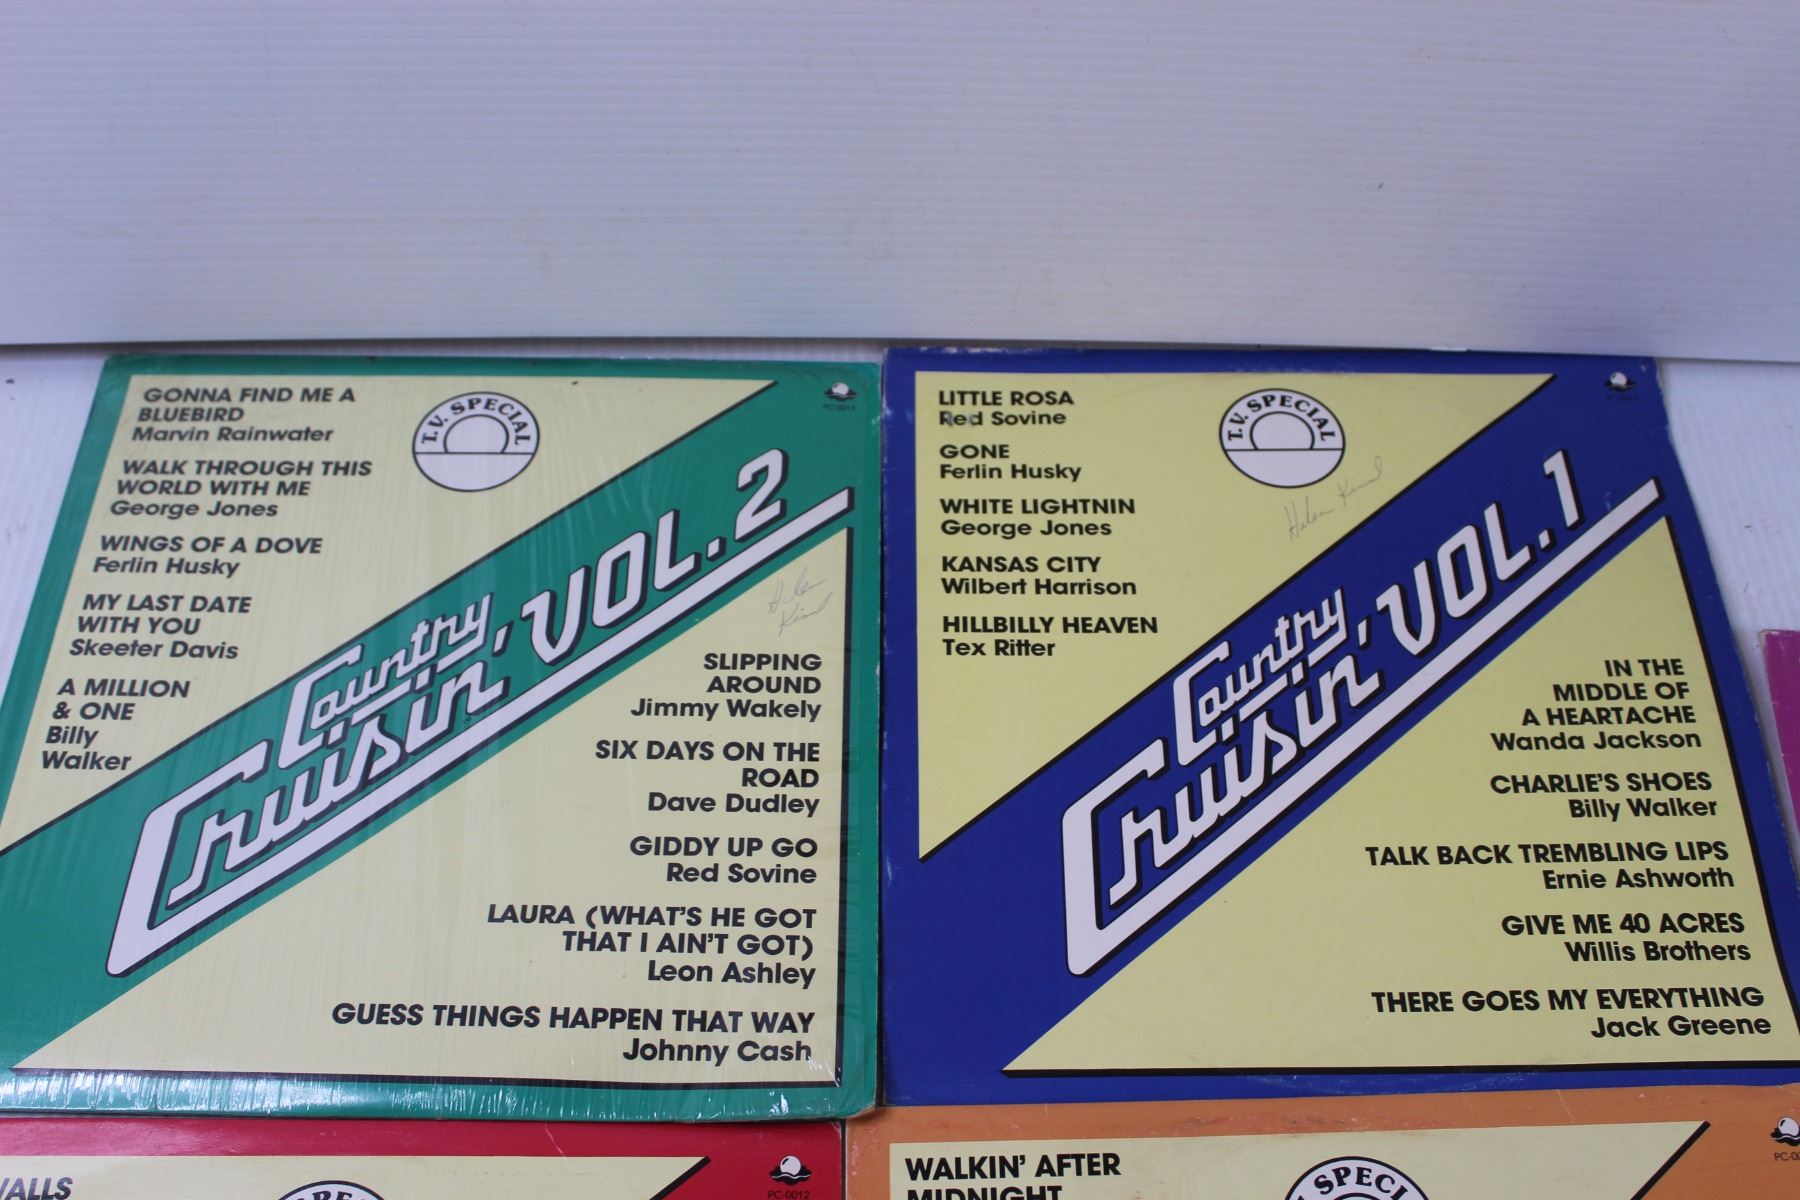 GONNA FIND ME A
BLUEBIRD
Marvin Rainwater
WALK THROUGH THIS
WORLD WITH ME
George Jones
WINGS OF A DOVE
Ferlin Husky
MY LAST DATE
WITH YOU
Skeeter Davis
A MILLION
& ONE
Billy
Walker
T.V. SPECIAL
PC-0011
Country
Cruisin', VOL. 2
Helen
SLIPPING
AROUND
Jimmy Wakely
SIX DAYS ON THE
ROAD
Dave Dudley
GIDDY UP GO
Red Sovine
LAURA (WHAT'S HE GOT
THAT I AIN'T GOT)
Leon Ashley
GUESS THINGS HAPPEN THAT WAY
Johnny Cash
LITTLE ROSA
Red Sovine
GONE
Ferlin Husky
WHITE LIGHTNIN
George Jones
KANSAS CITY
Wilbert Harrison
HILLBILLY HEAVEN
Tex Ritter
T.V. SPECIAL
Helen
Country
Cruisin', VOL. 1
IN THE
MIDDLE OF
A HEARTACHE
Wanda Jackson
CHARLIE'S SHOES
Billy Walker
TALK BACK TREMBLING LIPS
Ernie Ashworth
GIVE ME 40 ACRES
Willis Brothers
THERE GOES MY EVERYTHING
Jack Greene
PC-0012
WALKIN' AFTER
MIDNIGHT
SPECIAL